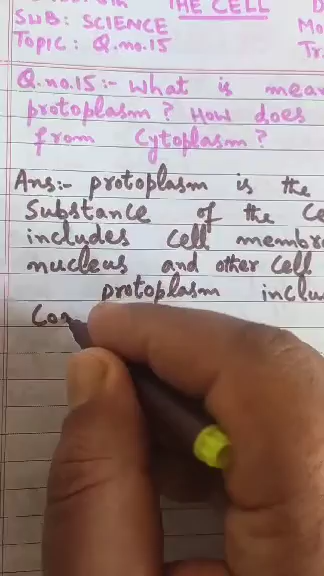 THE CELL
SUB: SCIENCE
Topic: Q.no.15
Q.no.15:- What is
protoplasm? How does
from Cytoplasm?
Ans:- protoplasm is the
Substance of the
includes cell
nucleus and other cell
protoplasm